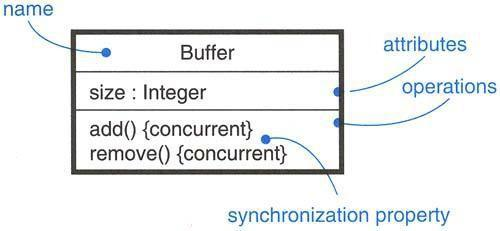 name
Buffer
attributes
size : Integer
operations
add() {concurrent}
remove() {concurrent}
synchronization property